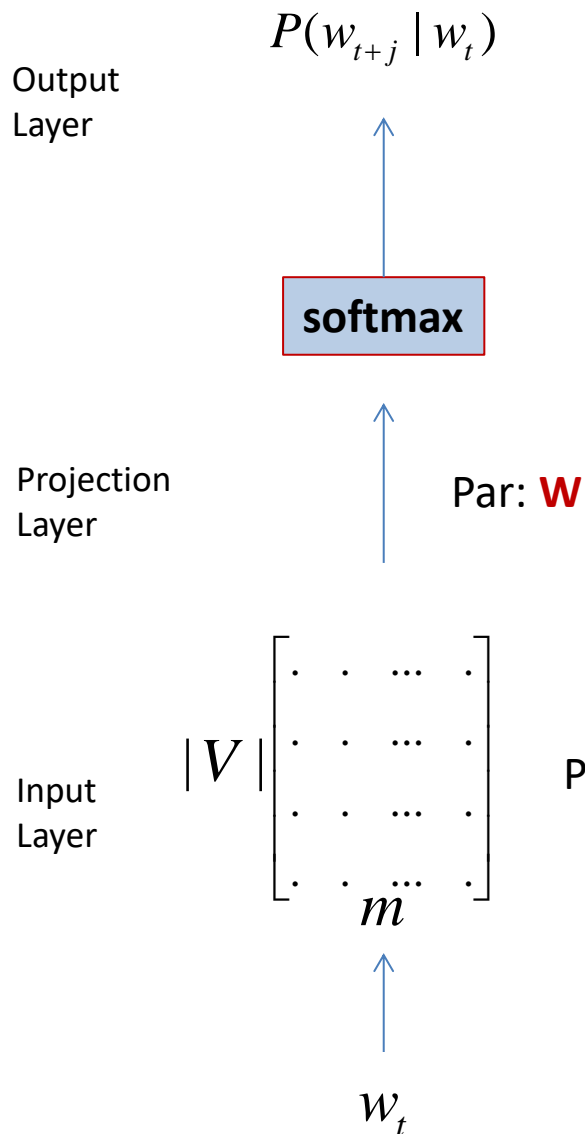 P(w_{t+j} | w_t)
Output
Layer
softmax
Projection
Layer
Par: W
. . ... .
. . ... .
|V|
Input
Layer
P
. . ... .
. . ... .
m
w_t